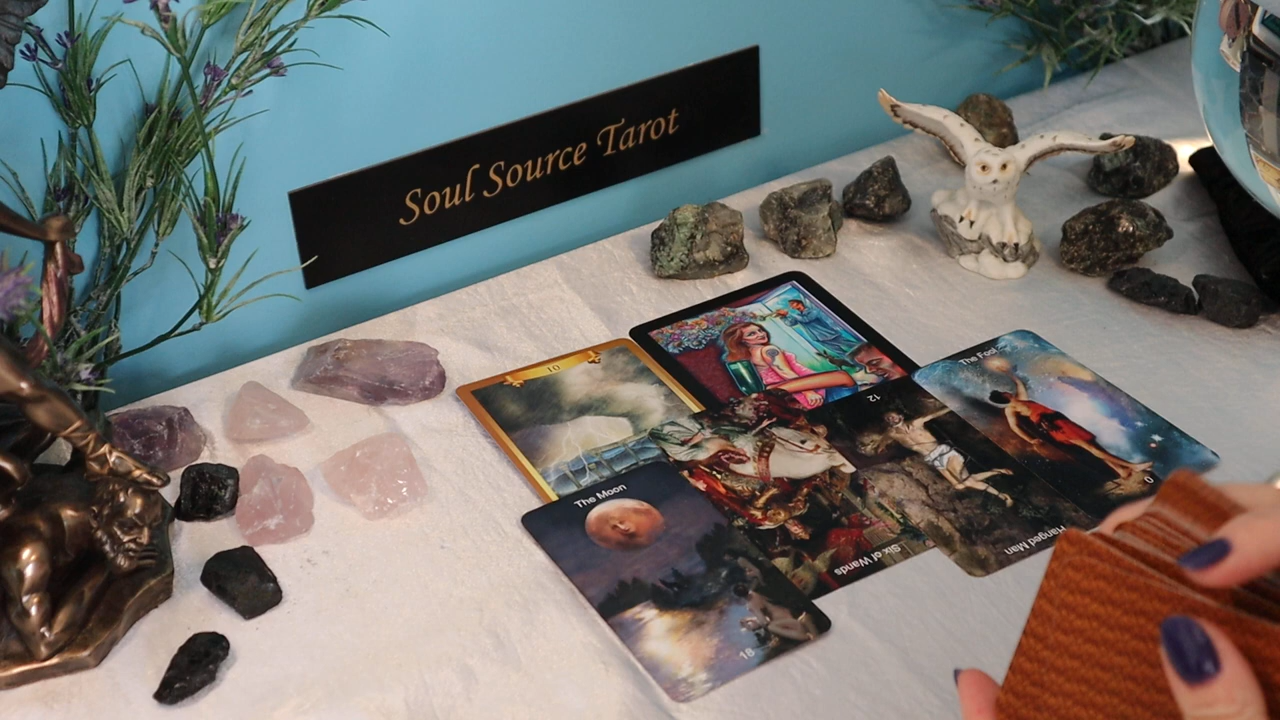 Soul Source Tarot
10
The Fool
0
12
Hanged Man
Six of Wands
The Moon
18